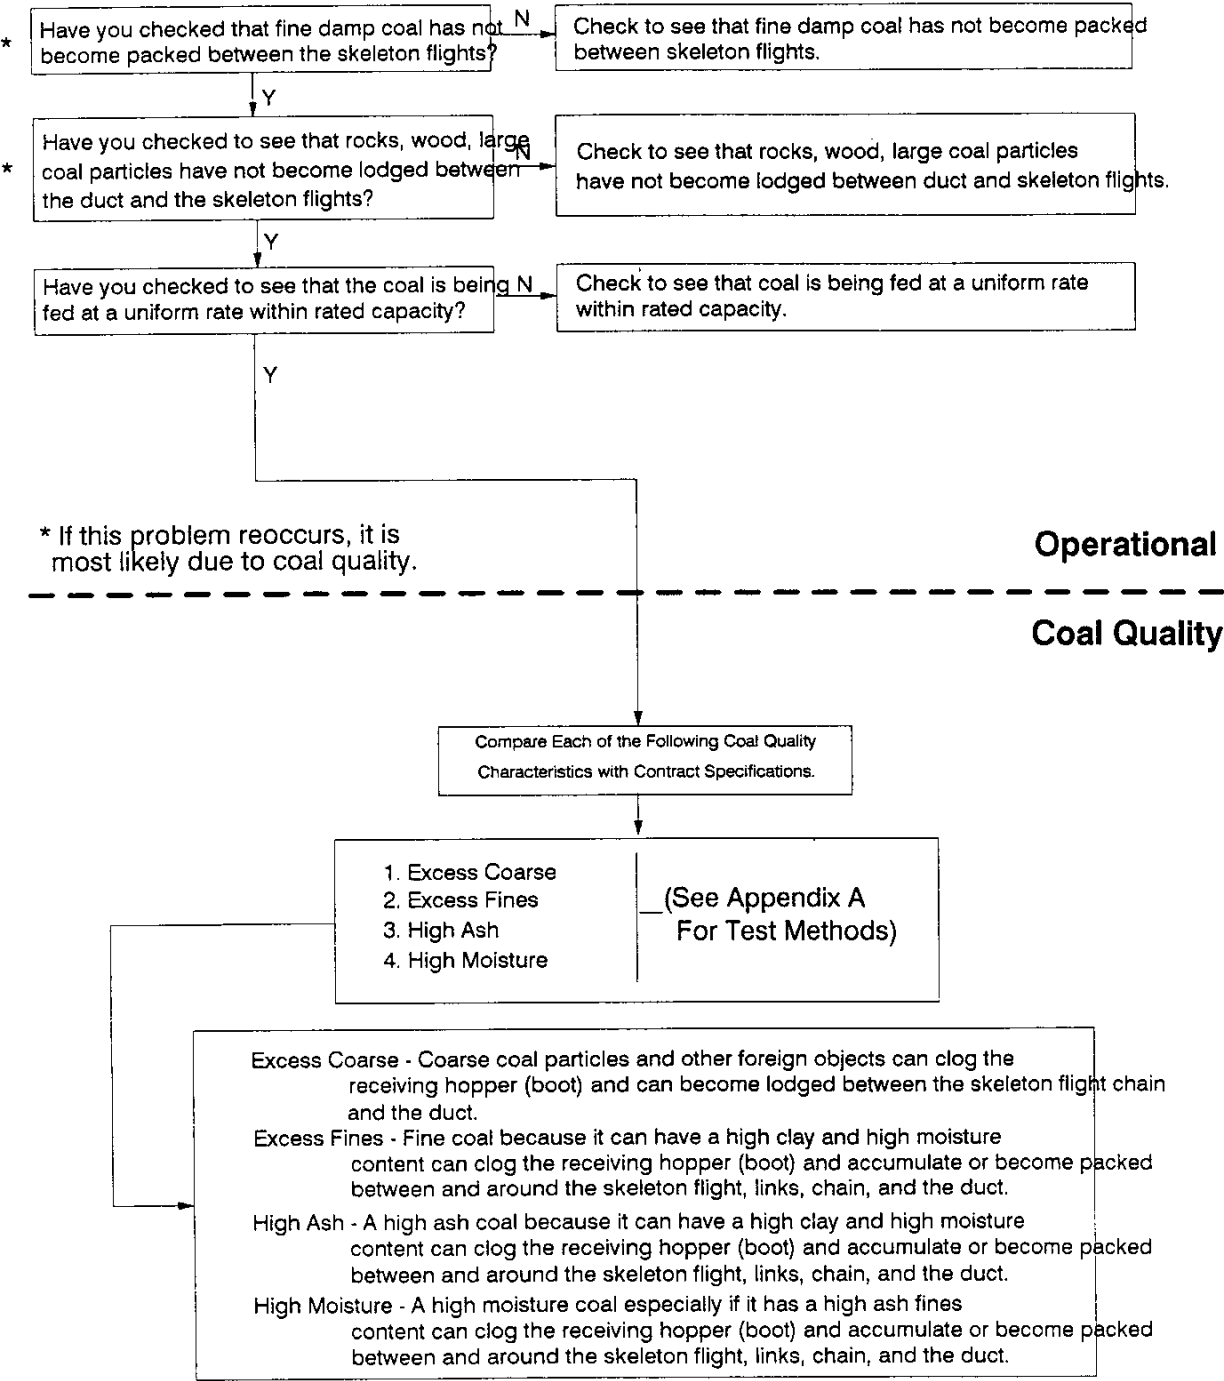 Have you checked that fine damp coal has not
* become packed between the skeleton flights?
N
Check to see that fine damp coal has not become packed
between skeleton flights.
Y
Have you checked to see that rocks, wood, large
* coal particles have not become lodged between
the duct and the skeleton flights?
N
Check to see that rocks, wood, large coal particles
have not become lodged between duct and skeleton flights.
Y
Have you checked to see that the coal is being
fed at a uniform rate within rated capacity?
N
Check to see that coal is being fed at a uniform rate
within rated capacity.
Y
* If this problem reoccurs, it is
most likely due to coal quality.
Operational
Coal Quality
Compare Each of the Following Coal Quality
Characteristics with Contract Specifications.
1. Excess Coarse
2. Excess Fines
3. High Ash
4. High Moisture
(See Appendix A
For Test Methods)
Excess Coarse - Coarse coal particles and other foreign objects can clog the
receiving hopper (boot) and can become lodged between the skeleton flight chain
and the duct.
Excess Fines - Fine coal because it can have a high clay and high moisture
content can clog the receiving hopper (boot) and accumulate or become packed
between and around the skeleton flight, links, chain, and the duct.
High Ash - A high ash coal because it can have a high clay and high moisture
content can clog the receiving hopper (boot) and accumulate or become packed
between and around the skeleton flight, links, chain, and the duct.
High Moisture - A high moisture coal especially if it has a high ash fines
content can clog the receiving hopper (boot) and accumulate or become packed
between and around the skeleton flight, links, chain, and the duct.